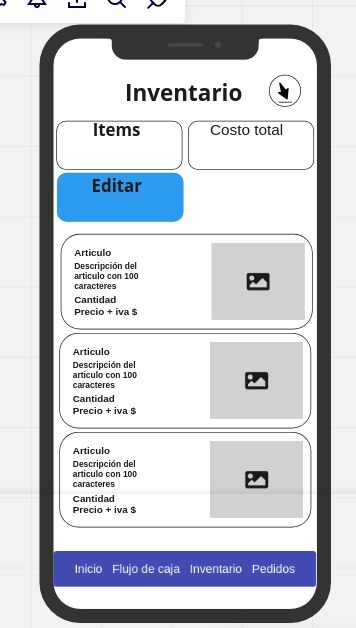 Inventario
Items
Costo total
Editar
Articulo
Descripción del
articulo con 100
caracteres
Cantidad
Precio + iva $
Articulo
Descripción del
articulo con 100
caracteres
Cantidad
Precio + iva $
Articulo
Descripción del
articulo con 100
caracteres
Cantidad
Precio + iva $
Inicio Flujo de caja Inventario Pedidos